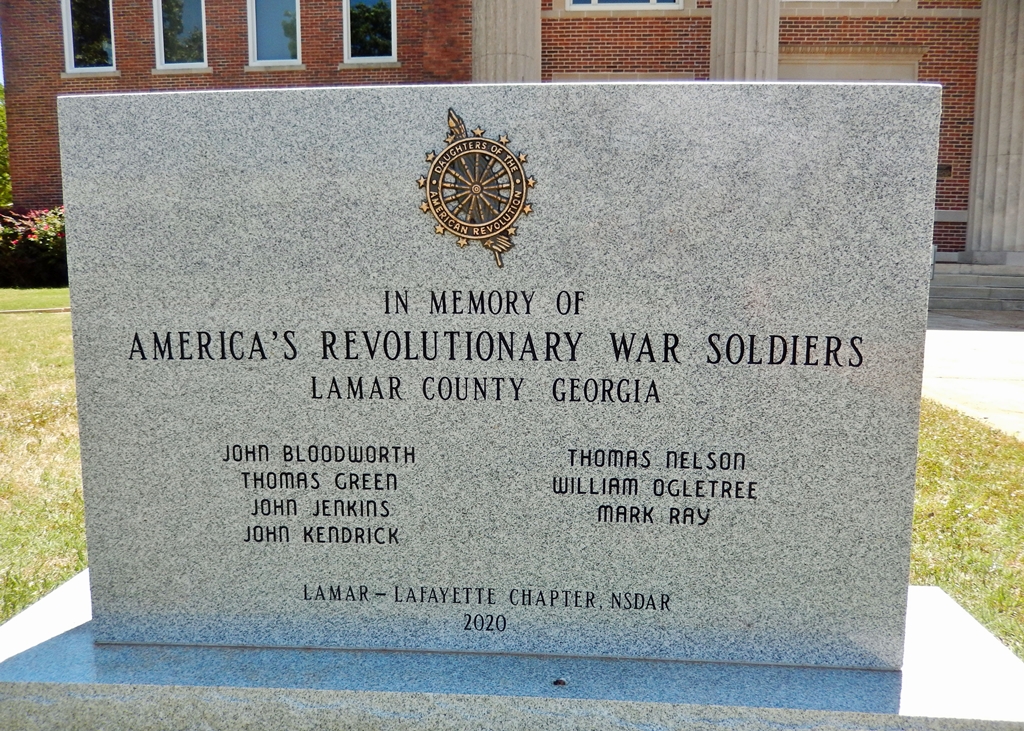 DAUGHTERS OF THE
AMERICAN REVOLUTION
IN MEMORY OF
AMERICA'S REVOLUTIONARY WAR SOLDIERS
LAMAR COUNTY GEORGIA
JOHN BLOODWORTH
THOMAS GREEN
JOHN JENKINS
JOHN KENDRICK
THOMAS NELSON
WILLIAM OGLETREE
MARK RAY
LAMAR – LAFAYETTE CHAPTER, NSDAR
2020